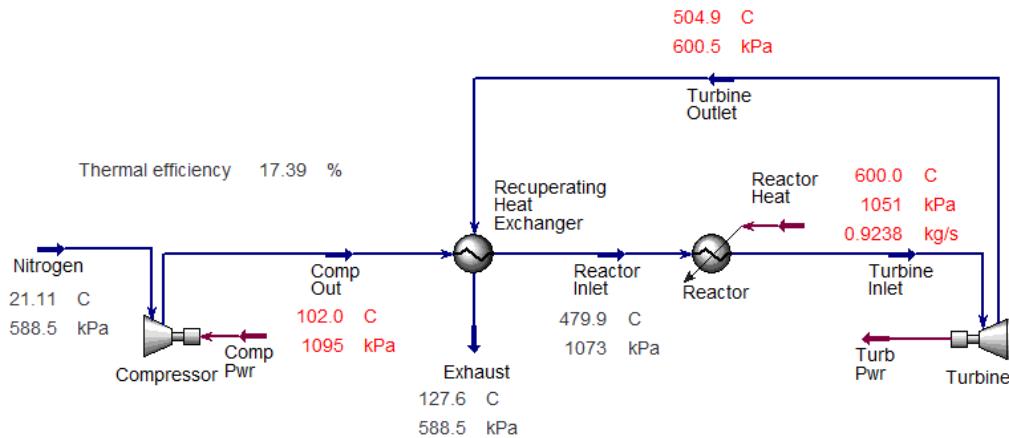 504.9 C
600.5 kPa
Turbine
Outlet
Thermal efficiency 17.39 %
Recuperating
Heat
Exchanger
Reactor
Heat
600.0 C
1051 kPa
0.9238 kg/s
Nitrogen
21.11 C
588.5 kPa
Comp
Out
102.0 C
1095 kPa
Reactor
Inlet
479.9 C
1073 kPa
Reactor
Turbine
Inlet
Compressor
Comp
Pwr
Exhaust
127.6 C
588.5 kPa
Turb
Pwr
Turbine